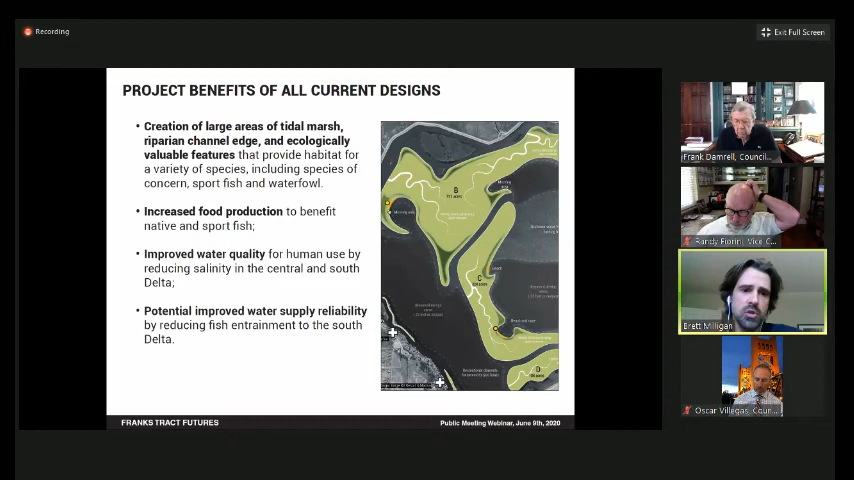 Recording
Exit Full Screen
PROJECT BENEFITS OF ALL CURRENT DESIGNS
• Creation of large areas of tidal marsh,
riparian channel edge, and ecologically
valuable features that provide habitat for
a variety of species, including species of
concern, sport fish and waterfowl.
• Increased food production to benefit
native and sport fish;
• Improved water quality for human use by
reducing salinity in the central and south
Delta;
• Potential improved water supply reliability
by reducing fish entrainment to the south
Delta.
B
C
D
FRANKS TRACT FUTURES
Public Meeting Webinar, June 9th, 2020
Frank Damrell, Council...
Randy Fiorini, Vice C...
Brett Milligan
Oscar Villegas, Coun...